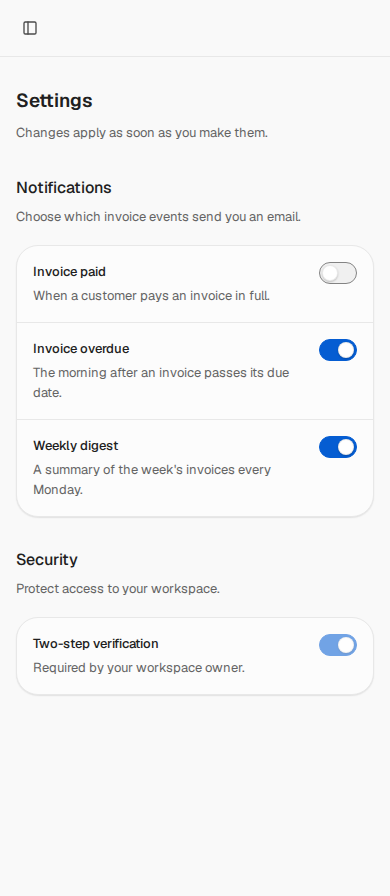 Settings
Changes apply as soon as you make them.
Notifications
Choose which invoice events send you an email.
Invoice paid
When a customer pays an invoice in full.
Invoice overdue
The morning after an invoice passes its due
date.
Weekly digest
A summary of the week's invoices every
Monday.
Security
Protect access to your workspace.
Two-step verification
Required by your workspace owner.